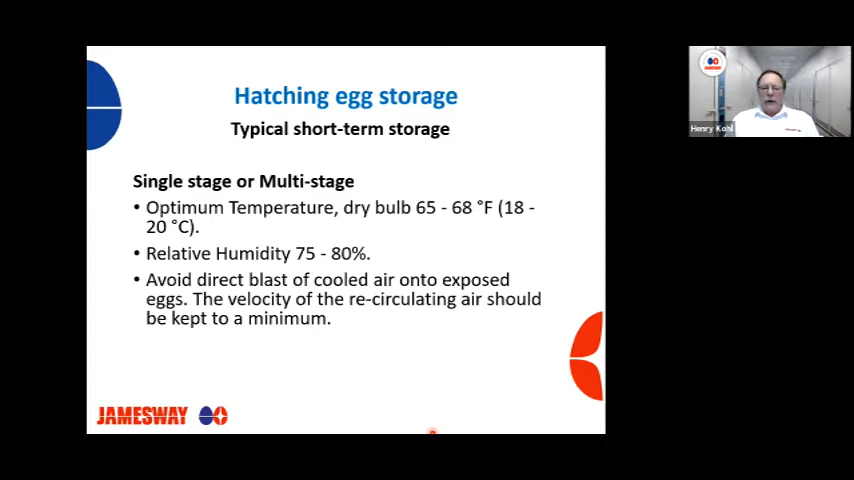 Hatching egg storage
Typical short-term storage
Single stage or Multi-stage
• Optimum Temperature, dry bulb 65 - 68 °F (18 -
20 °C).
• Relative Humidity 75 - 80%.
• Avoid direct blast of cooled air onto exposed
eggs. The velocity of the re-circulating air should
be kept to a minimum.
JAMESWAY
JAMESWAY
Henry Kohl